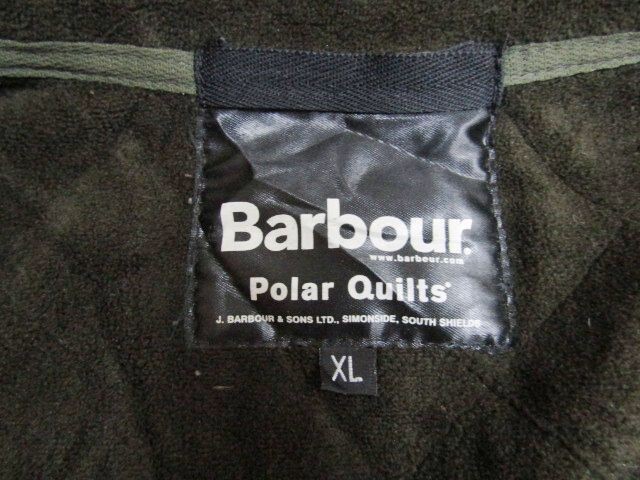 Barbour
www.barbour.com
Polar Quilts
J. BARBOUR & SONS LTD., SIMONSIDE, SOUTH SHIELDS
XL